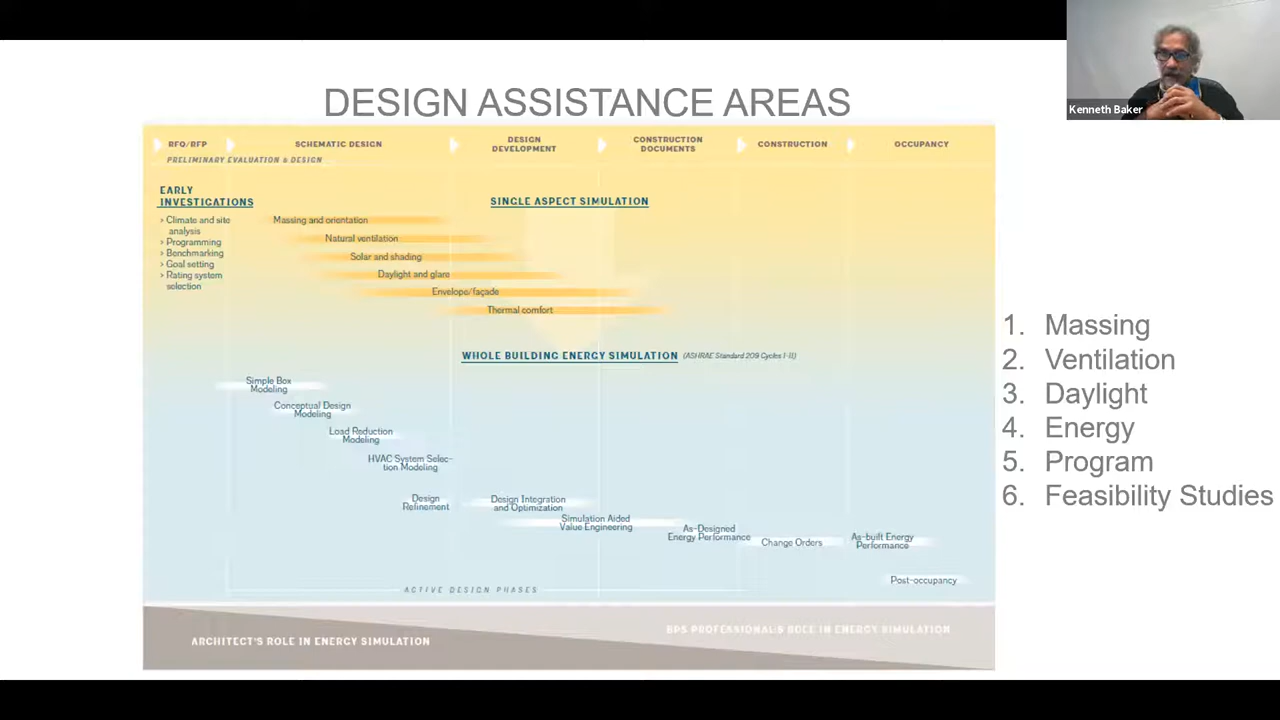 Kenneth Baker
DESIGN ASSISTANCE AREAS
RFQ/RFP
SCHEMATIC DESIGN
DESIGN
DEVELOPMENT
CONSTRUCTION
DOCUMENTS
CONSTRUCTION
OCCUPANCY
PRELIMINARY EVALUATION & DESIGN
EARLY
INVESTIGATIONS
> Climate and site
analysis
> Programming
> Benchmarking
> Goal setting
> Rating system
selection
SINGLE ASPECT SIMULATION
Massing and orientation
Natural ventilation
Solar and shading
Daylight and glare
Envelope/façade
Thermal comfort
WHOLE BUILDING ENERGY SIMULATION (ASHRAE Standard 209 Cycles 1-11)
Simple Box
Modeling
Conceptual Design
Modeling
Load Reduction
Modeling
HVAC System Selec-
tion Modeling
Design
Refinement
Design Integration
and Optimization
Simulation Aided
Value Engineering
As-Designed
Energy Performance
Change Orders
As-built Energy
Performance
Post-occupancy
ACTIVE DESIGN PHASES
ARCHITECT'S ROLE IN ENERGY SIMULATION
BPS PROFESSIONAL'S ROLE IN ENERGY SIMULATION
1. Massing
2. Ventilation
3. Daylight
4. Energy
5. Program
6. Feasibility Studies